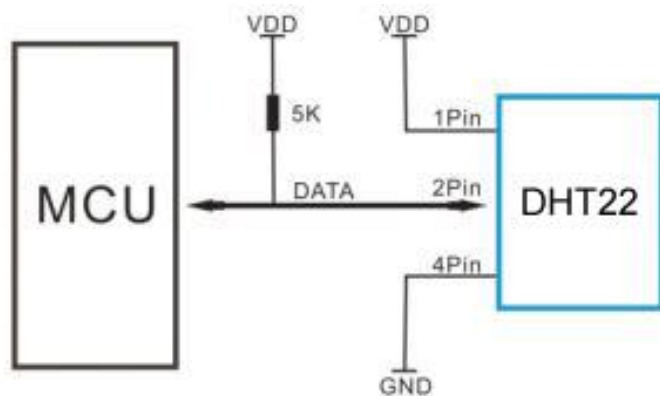 VDD
VDD
5K
1Pin
MCU
DATA
2Pin
DHT22
4Pin
GND